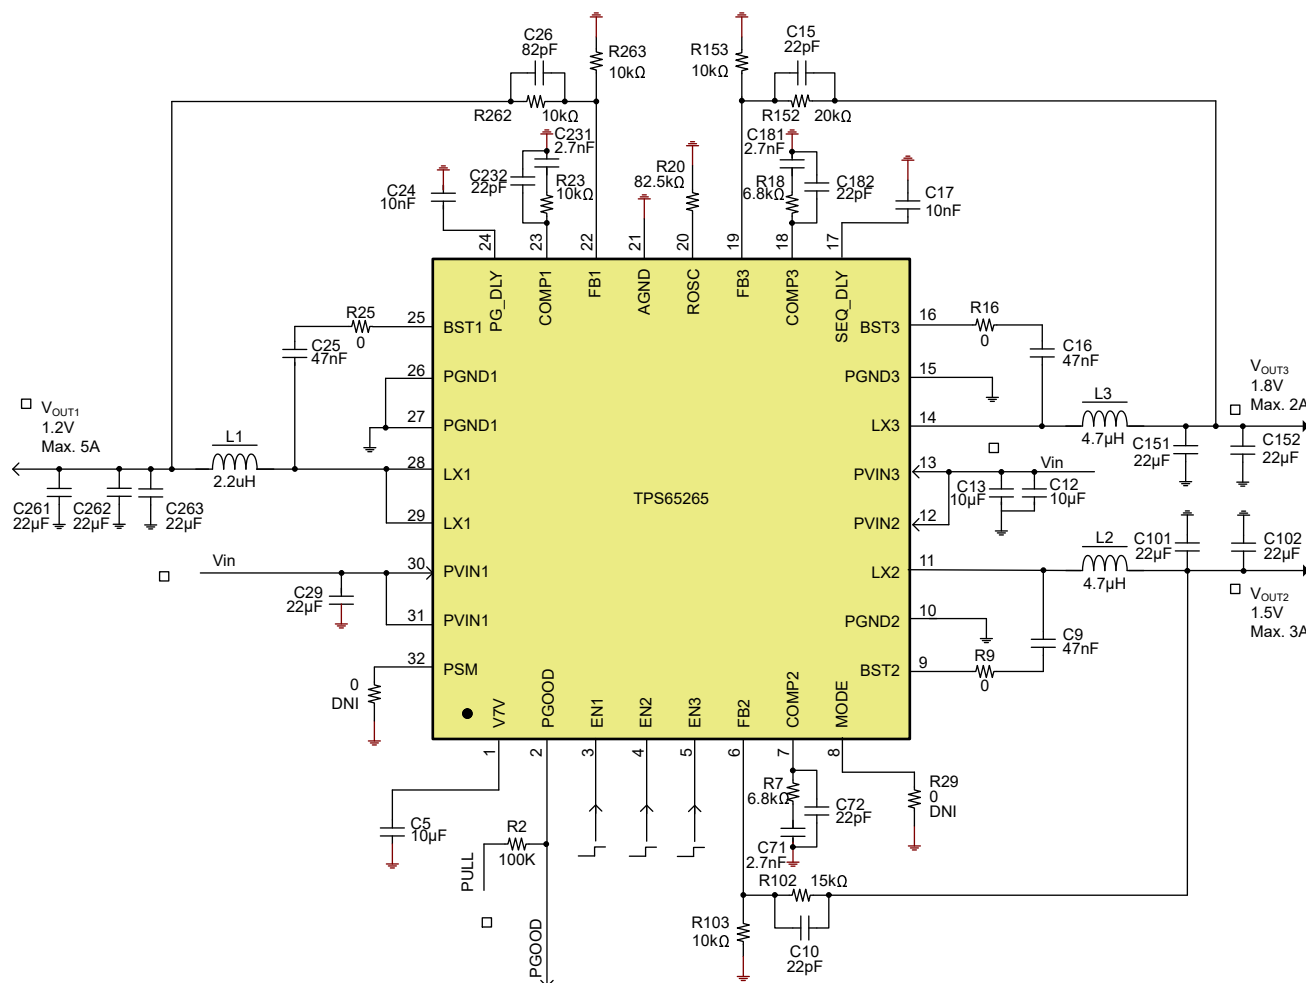 C26
82pF
R263
10kΩ
R262
10kΩ
R153
10kΩ
C15
22pF
R152
20kΩ
C231
2.7nF
C232
22pF
R23
10kΩ
C24
10nF
R20
82.5kΩ
C181
2.7nF
R18
6.8kΩ
C182
22pF
C17
10nF
24
23
22
21
20
19
18
17
PG_DLY
COMP1
FB1
AGND
ROSC
FB3
COMP3
SEQ_DLY
R25
0
C25
47nF
25
BST1
26
PGND1
27
PGND1
28
LX1
29
LX1
30
PVIN1
31
PVIN1
32
PSM
VOUT1
1.2V
Max. 5A
L1
2.2uH
C261
22µF
C262
22µF
C263
22µF
Vin
C29
22µF
0
DNI
TPS65265
BST3
16
PGND3
15
LX3
14
PVIN3
13
PVIN2
12
LX2
11
PGND2
10
BST2
9
R16
0
C16
47nF
L3
4.7µH
VOUT3
1.8V
Max. 2A
C151
22µF
C152
22µF
Vin
C13
10µF
C12
10µF
L2
4.7µH
C101
22µF
C102
22µF
VOUT2
1.5V
Max. 3A
C9
47nF
R9
0
V7V
PGOOD
EN1
EN2
EN3
FB2
COMP2
MODE
1
2
3
4
5
6
7
8
C5
10µF
R2
100K
PULL
PGOOD
R7
6.8kΩ
C72
22pF
C71
2.7nF
R29
0
DNI
R102
15kΩ
R103
10kΩ
C10
22pF